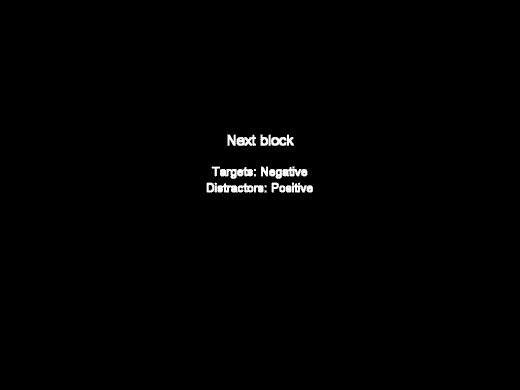 Next block
Targets: Negative
Distractors: Positive